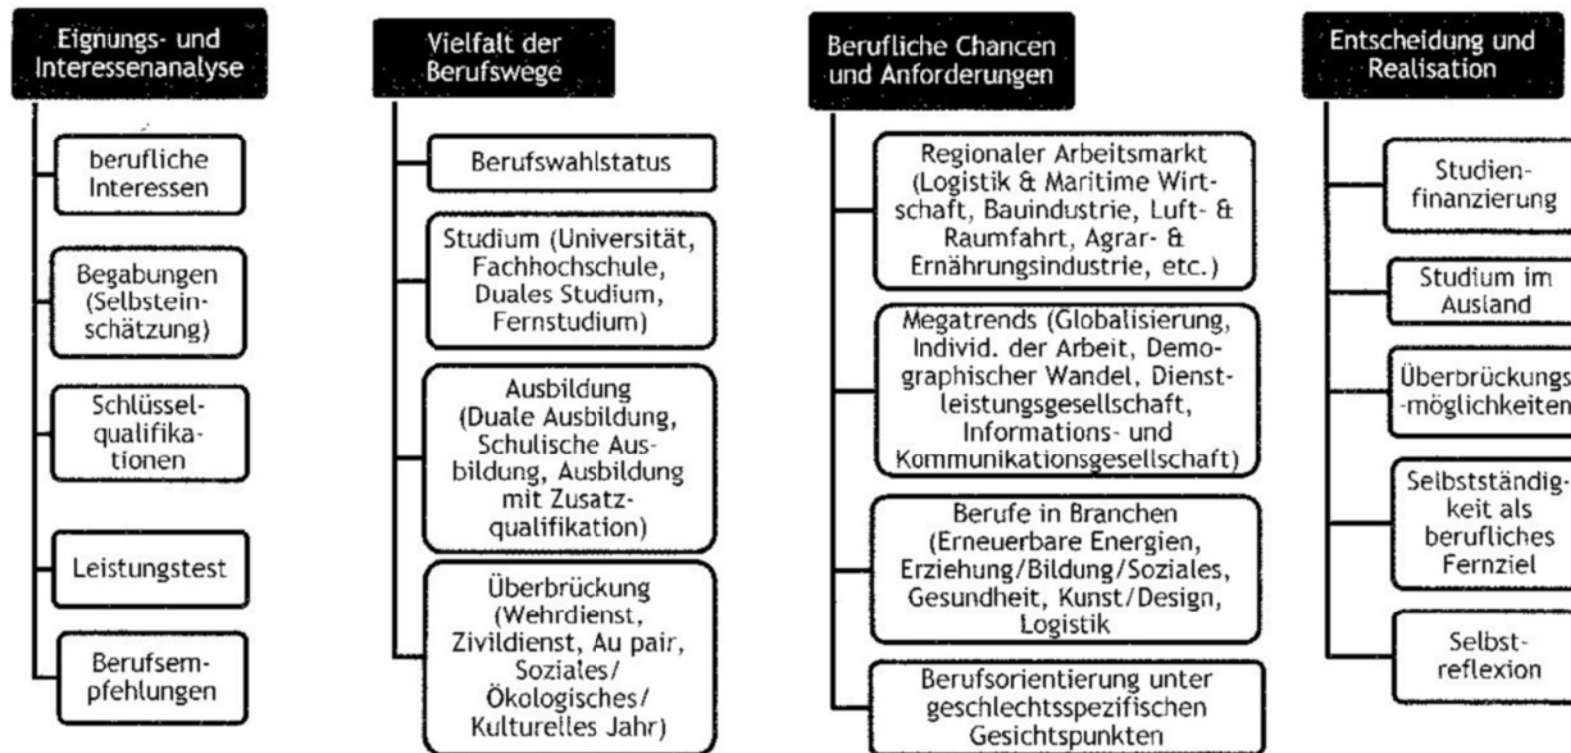 Eignungs- und
Interessenanalyse
berufliche
Interessen
Begabungen
(Selbstein-
schätzung)
Schlüssel-
qualifika-
tionen
Leistungstest
Berufsem-
pfehlungen
Vielfalt der
Berufswege
Berufswahlstatus
Studium (Universität,
Fachhochschule,
Duales Studium,
Fernstudium)
Ausbildung
(Duale Ausbildung,
Schulische Aus-
bildung, Ausbildung
mit Zusatz-
qualifikation)
Überbrückung
(Wehrdienst,
Zivildienst, Au pair,
Soziales/
Ökologisches/
Kulturelles Jahr)
Berufliche Chancen
und Anforderungen
Regionaler Arbeitsmarkt
(Logistik & Maritime Wirt-
schaft, Bauindustrie, Luft- &
Raumfahrt, Agrar- &
Ernährungsindustrie, etc.)
Megatrends (Globalisierung,
Individ. der Arbeit, Demo-
graphischer Wandel, Dienst-
leistungsgesellschaft,
Informations- und
Kommunikationsgesellschaft)
Berufe in Branchen
(Erneuerbare Energien,
Erziehung/Bildung/Soziales,
Gesundheit, Kunst/Design,
Logistik
Berufsorientierung unter
geschlechtsspezifischen
Gesichtspunkten
Entscheidung und
Realisation
Studien-
finanzierung
Studium im
Ausland
Überbrückungs
-möglichkeiten
Selbstständig-
keit als
berufliches
Fernziel
Selbst-
reflexion